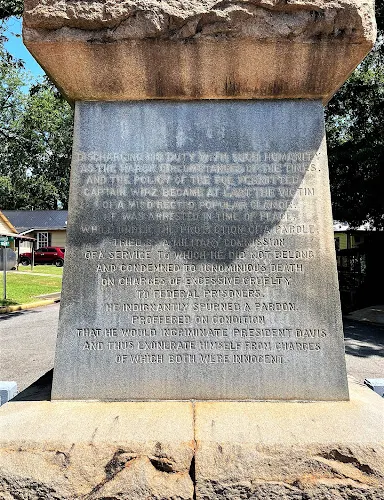 DISCHARGING HIS DUTY WITH SUCH HUMANITY
AS THE HARSH CIRCUMSTANCES OF THE TIMES,
AND THE POLICY OF THE FOE PERMITTED
CAPTAIN WIRZ BECAME AT LAST THE VICTIM
OF A MISDIRECTED POPULAR CLAMOR.
HE WAS ARRESTED IN TIME OF PEACE,
WHILE UNDER THE PROTECTION OF A PAROLE,
TRIED BY A MILITARY COMMISSION
OF A SERVICE TO WHICH HE DID NOT BELONG
AND CONDEMNED TO IGNOMINIOUS DEATH
ON CHARGES OF EXCESSIVE CRUELTY
TO FEDERAL PRISONERS.
HE INDIGNANTLY SPURNED A PARDON,
PROFFERED ON CONDITION
THAT HE WOULD INCRIMINATE PRESIDENT DAVIS
AND THUS EXONERATE HIMSELF FROM CHARGES
OF WHICH BOTH WERE INNOCENT.